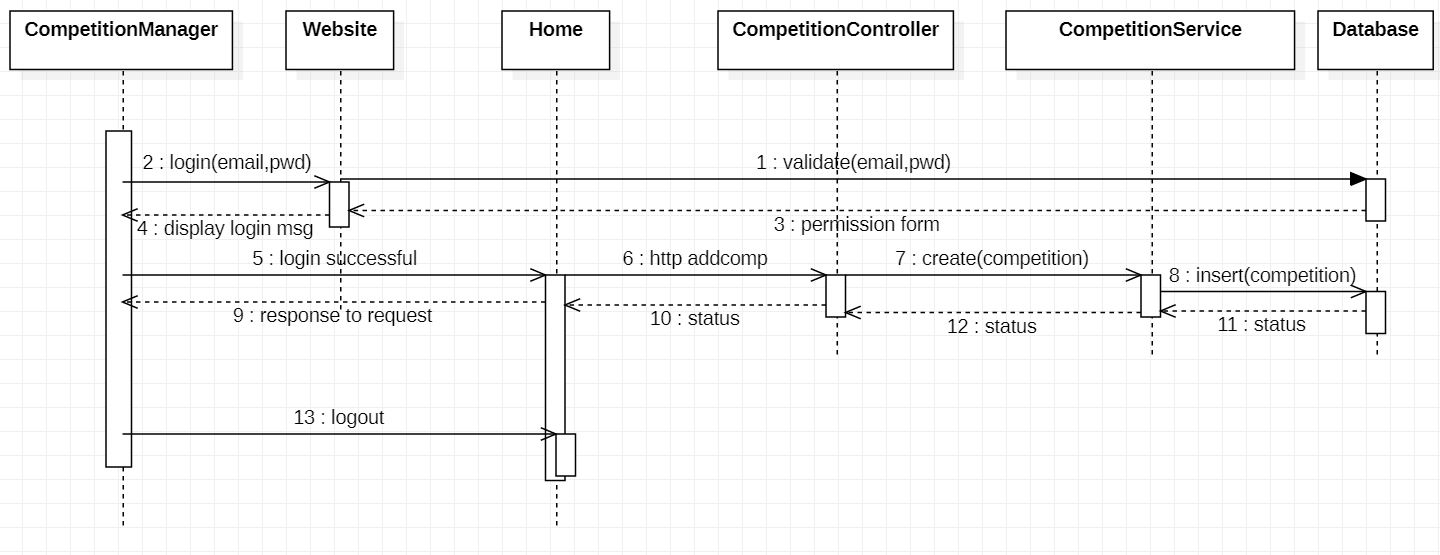 CompetitionManager
Website
Home
CompetitionController
CompetitionService
Database
2 : login(email,pwd)
1 : validate(email,pwd)
4 : display login msg
3 : permission form
5 : login successful
6 : http addcomp
7 : create(competition)
8 : insert(competition)
9 : response to request
10 : status
12 : status
11 : status
13 : logout